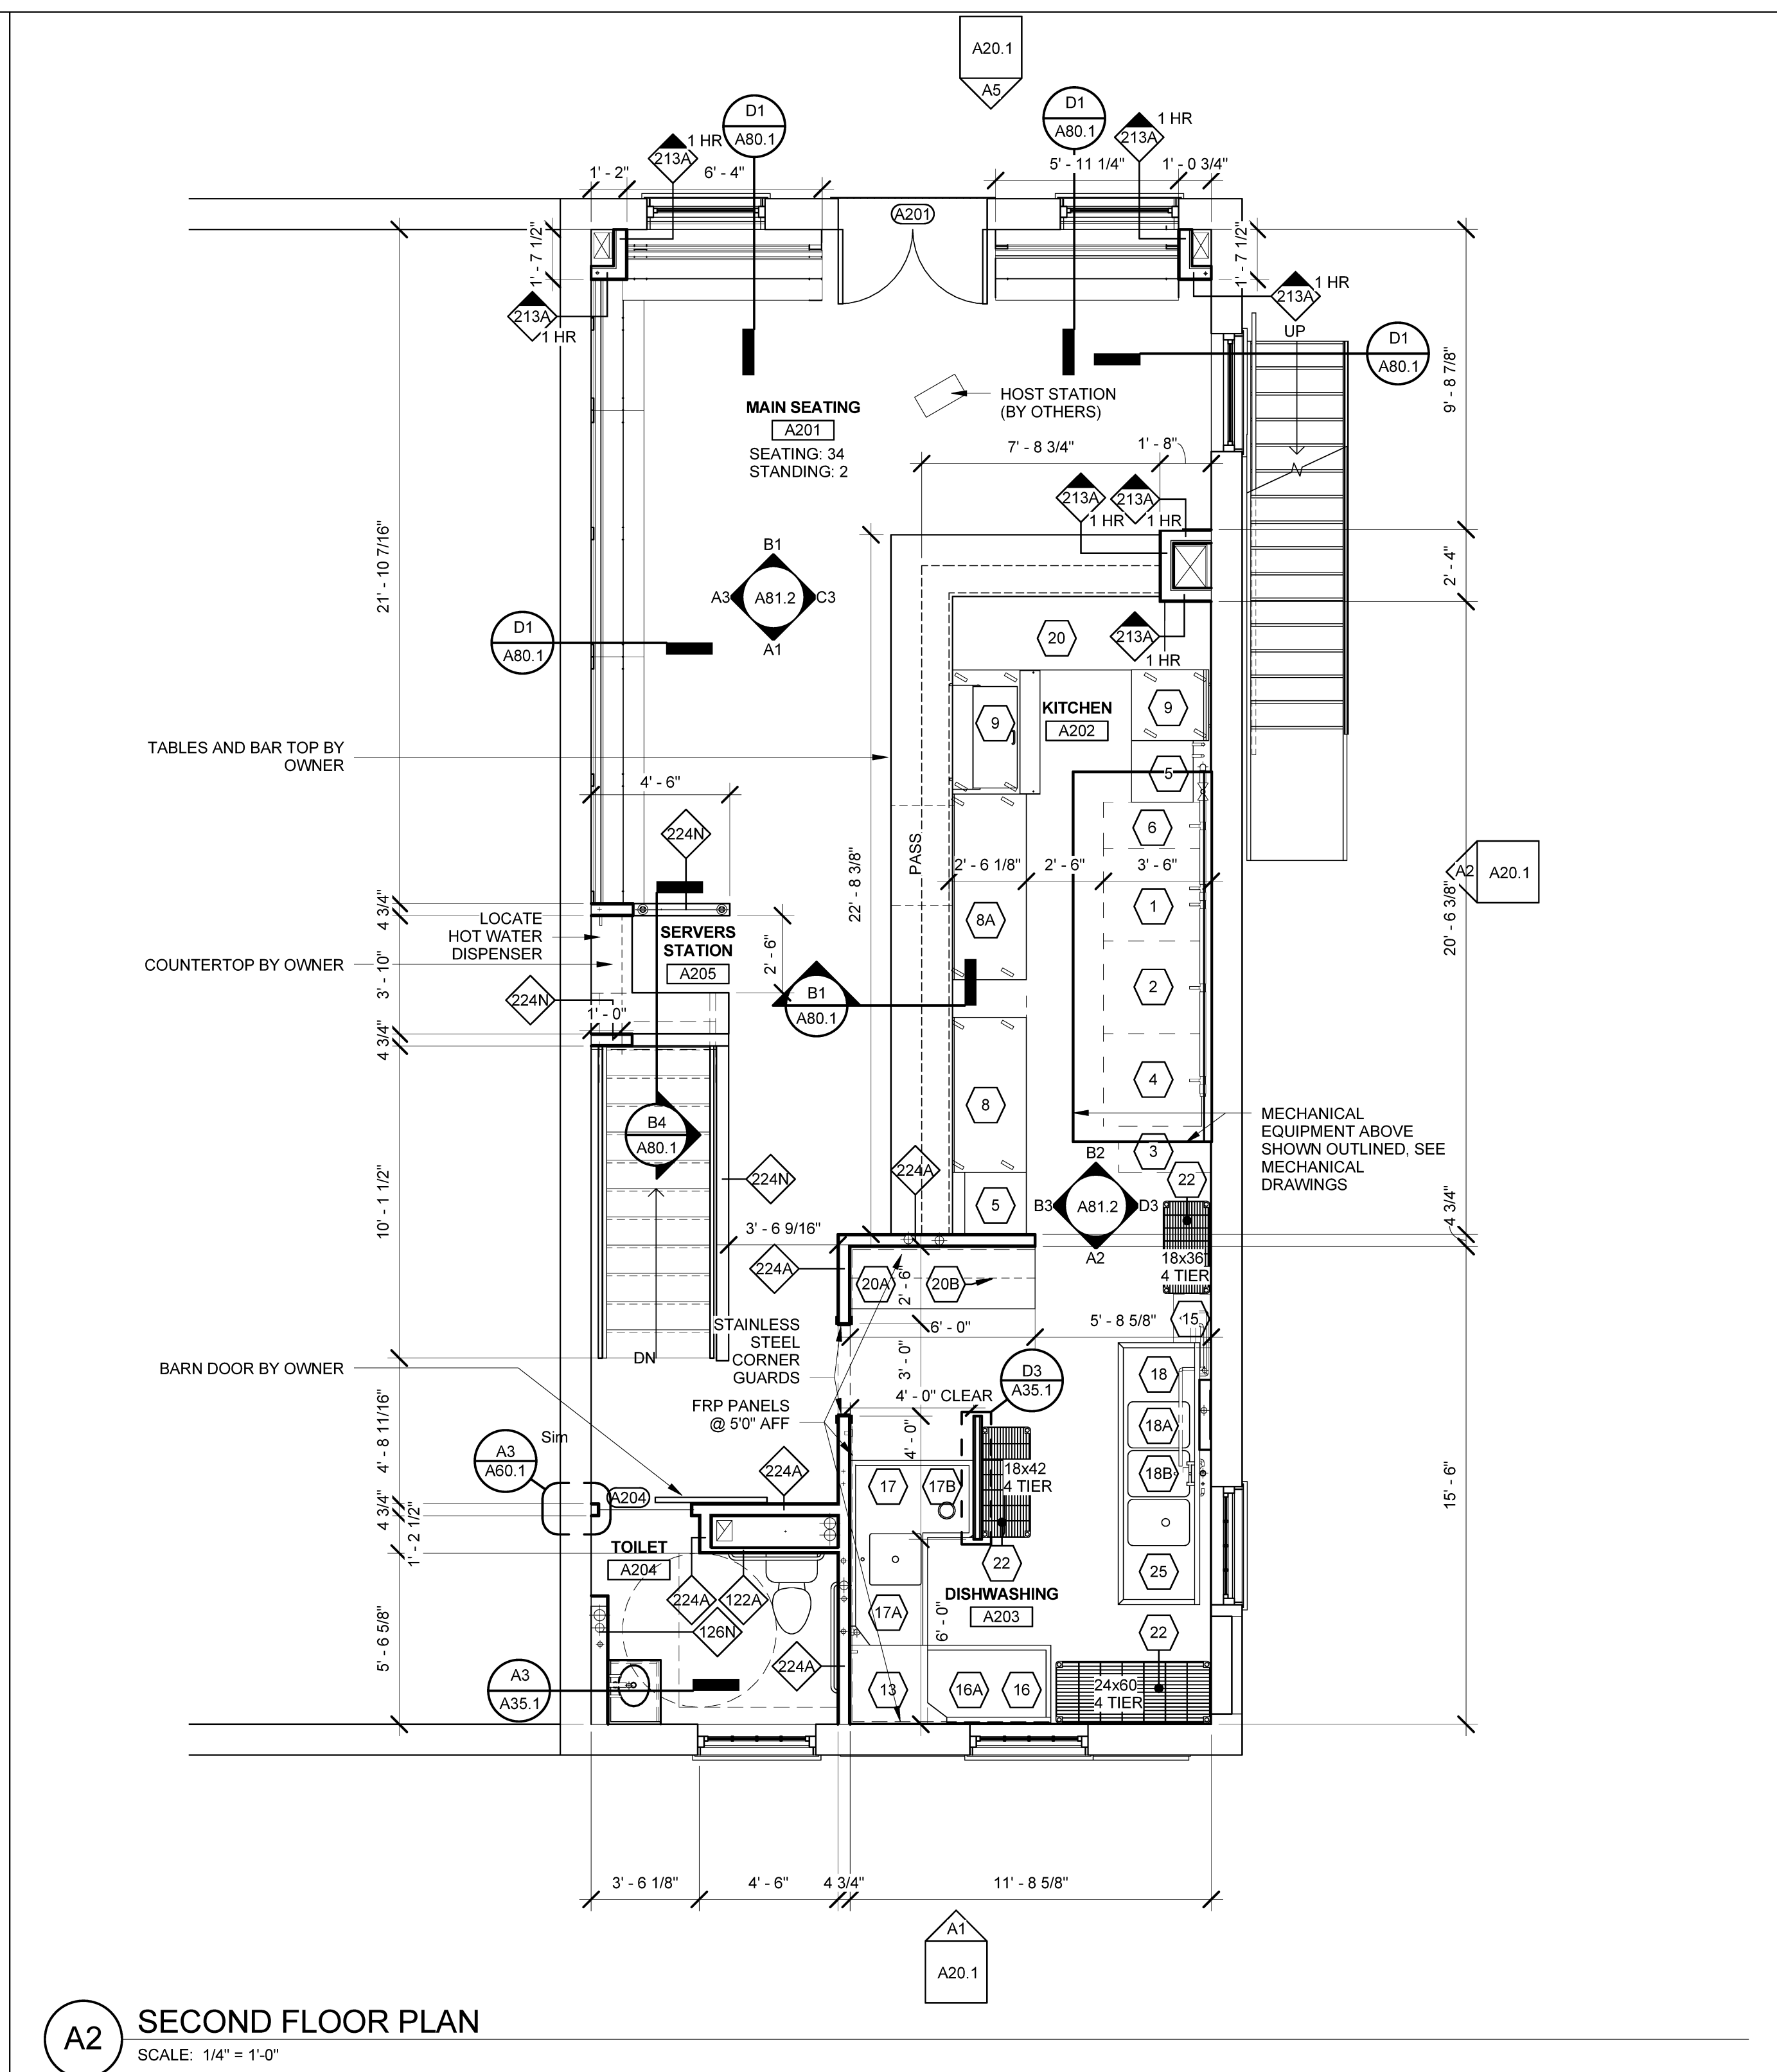 A20.1
A5
D1
A80.1
D1
A80.1
1 HR
213A
1 HR
213A
1' - 2"
6' - 4"
5' - 11 1/4"
1' - 0 3/4"
A201
1' - 7 1/2"
1' - 7 1/2"
213A
1 HR
213A
1 HR
UP
D1
A80.1
HOST STATION
(BY OTHERS)
MAIN SEATING
A201
SEATING: 34
STANDING: 2
9' - 8 7/8"
7' - 8 3/4"
1' - 8"
213A
1 HR
213A
1 HR
21' - 10 7/16"
2' - 4"
B1
A3
A81.2
C3
A1
D1
A80.1
20
213A
1 HR
9
KITCHEN
A202
9
TABLES AND BAR TOP BY
OWNER
5
4' - 6"
6
224N
PASS
22' - 8 3/8"
2' - 6 1/8"
2' - 6"
3' - 6"
A2
A20.1
1
8A
4 3/4"
LOCATE
HOT WATER
DISPENSER
SERVERS
STATION
A205
2' - 6"
20' - 6 3/8"
COUNTERTOP BY OWNER
3' - 10"
2
224N
1' - 0"
B1
A80.1
4 3/4"
4
8
B4
A80.1
MECHANICAL
EQUIPMENT ABOVE
SHOWN OUTLINED, SEE
MECHANICAL
DRAWINGS
3
B2
22
224A
224N
5
B3
A81.2
D3
A2
10' - 1 1/2"
3' - 6 9/16"
4 3/4"
18x36
4 TIER
224A
20A
2' - 6"
20B
STAINLESS
STEEL
CORNER
GUARDS
6' - 0"
5' - 8 5/8"
15
DN
BARN DOOR BY OWNER
3' - 0"
D3
A35.1
18
4' - 0" CLEAR
FRP PANELS
@ 5'0" AFF
4' - 8 11/16"
4' - 0"
18A
Sim
A3
A60.1
224A
18x42
4 TIER
18B
17
17B
A204
15' - 6"
4 3/4"
1' - 2 1/2"
TOILET
A204
22
25
DISHWASHING
A203
224A
122A
17A
126N
6' - 0"
22
5' - 6 5/8"
224A
A3
A35.1
13
16A
16
24x60
4 TIER
3' - 6 1/8"
4' - 6"
4 3/4"
11' - 8 5/8"
A1
A20.1
A2
SECOND FLOOR PLAN
SCALE: 1/4" = 1'-0"